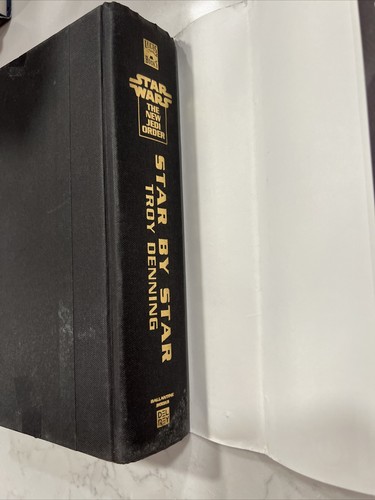 STAR
WARS
THE
NEW
JEDI
ORDER
STAR BY STAR
TROY DENNING
BALLANTINE
BOOKS